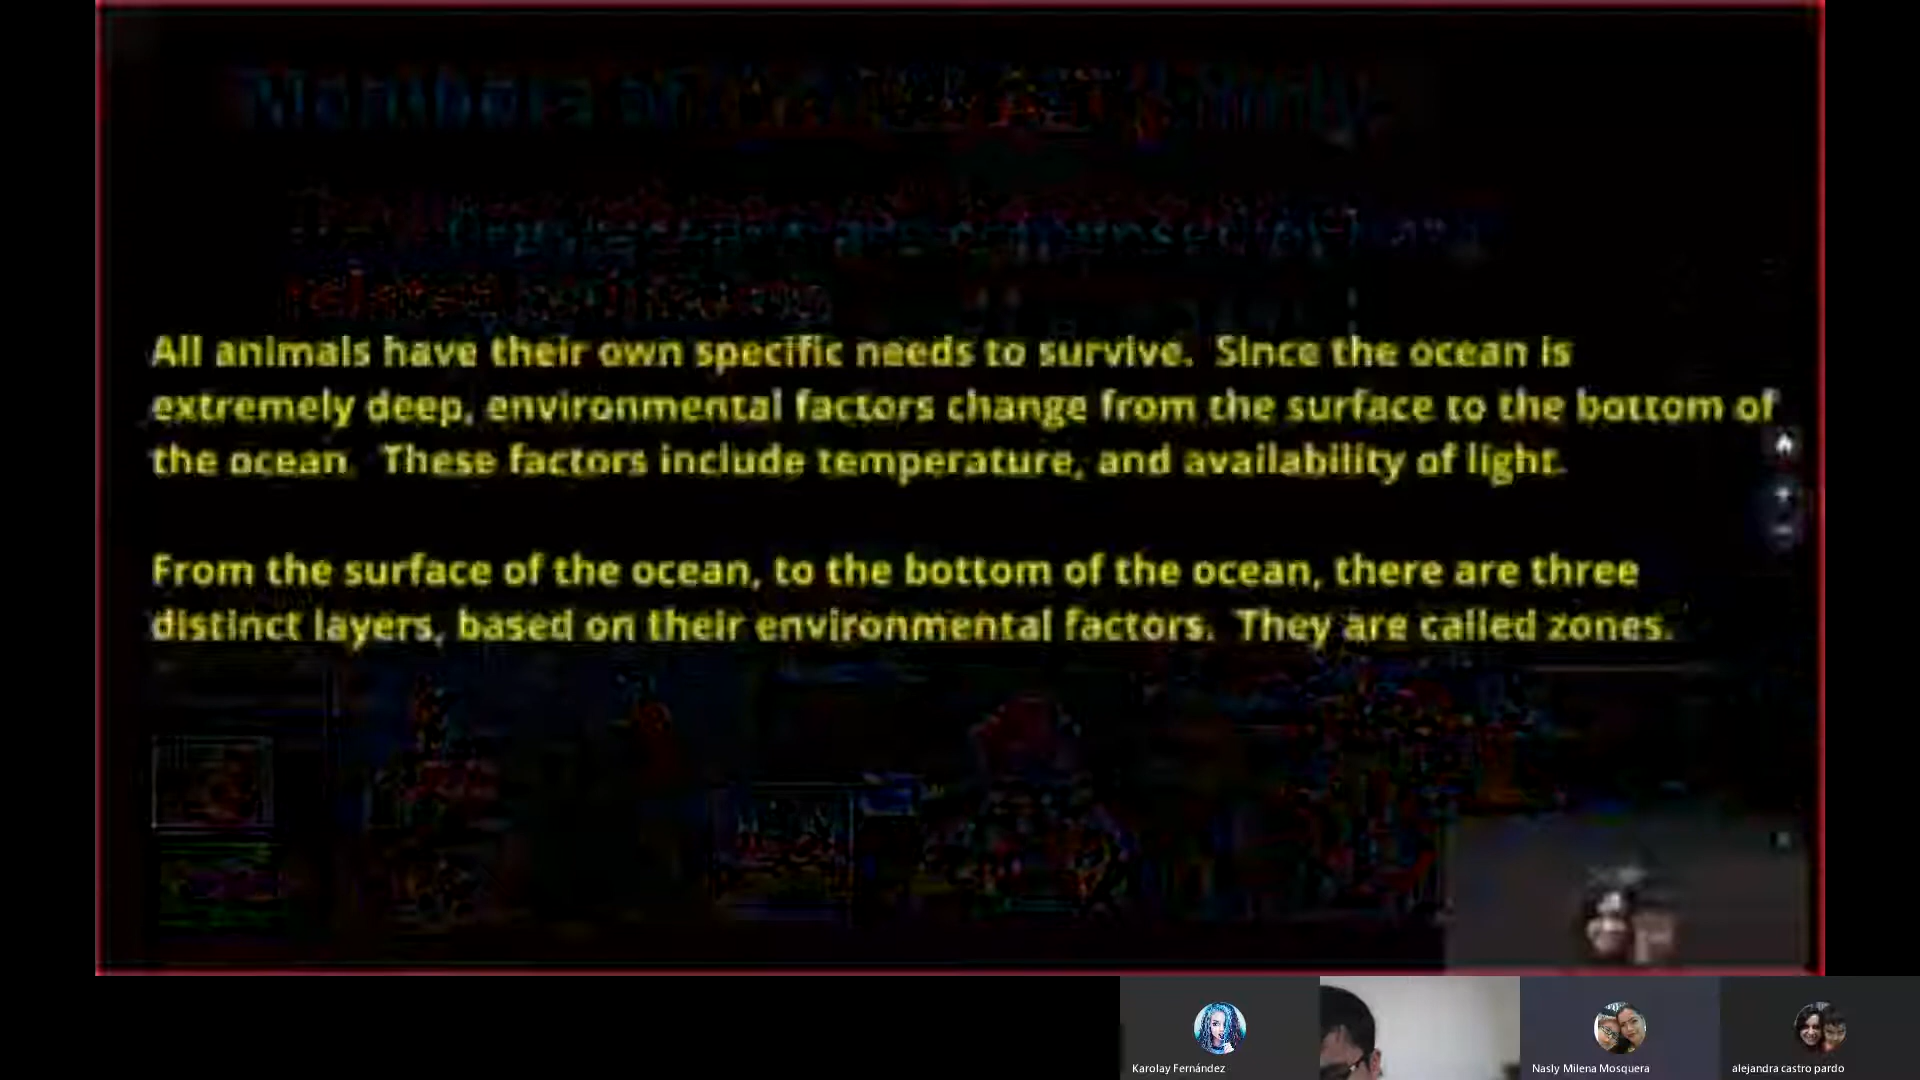 All animals have their own specific needs to survive. Since the ocean is
extremely deep, environmental factors change from the surface to the bottom of
the ocean. These factors include temperature, and availability of light.
From the surface of the ocean, to the bottom of the ocean, there are three
distinct layers, based on their environmental factors. They are called zones.
Karolay Fernández
Nasly Milena Mosquera
alejandra castro pardo